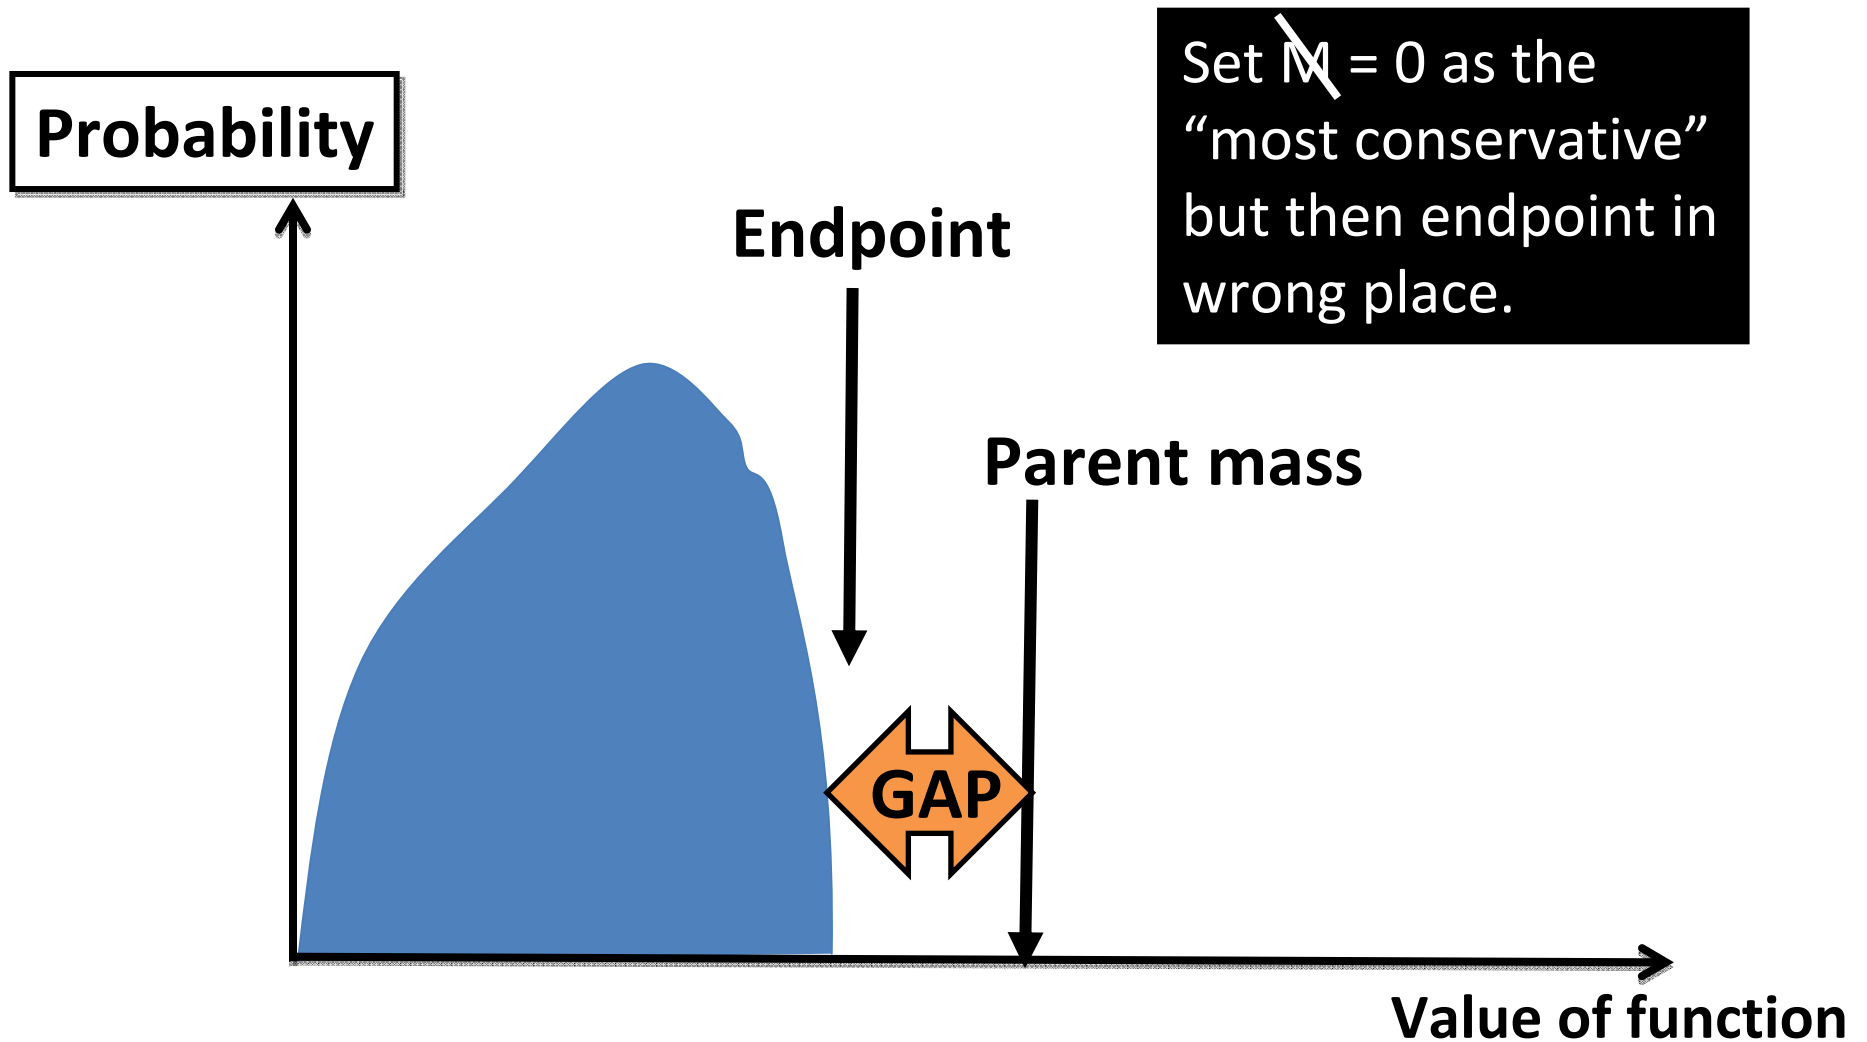 Probability
Set M̸ = 0 as the
“most conservative”
but then endpoint in
wrong place.
Endpoint
Parent mass
GAP
Value of function